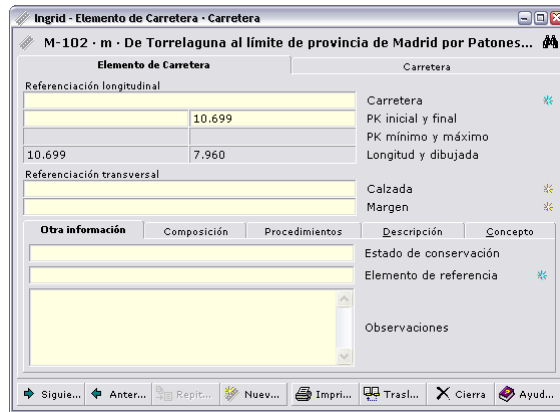 Ingrid - Elemento de Carretera · Carretera
M-102 · m · De Torrelaguna al límite de provincia de Madrid por Patones...
Elemento de Carretera Carretera
Referenciación longitudinal
Carretera
10.699 PK inicial y final
PK mínimo y máximo
10.699 7.960 Longitud y dibujada
Referenciación transversal
Calzada
Margen
Otra información Composición Procedimientos Descripción Concepto
Estado de conservación
Elemento de referencia
Observaciones
Siguie... Anter... Repit... Nuev... Impri... Trasl... Cierra Ayud...